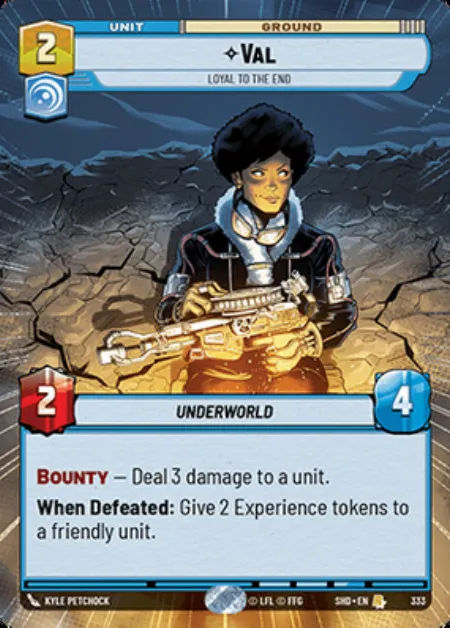 UNIT
GROUND
2
✧VAL
LOYAL TO THE END
2
UNDERWORLD
4
BOUNTY — Deal 3 damage to a unit.
When Defeated: Give 2 Experience tokens to
a friendly unit.
KYLE PETCHOCK
© LFL © FFG
SHD • EN
333